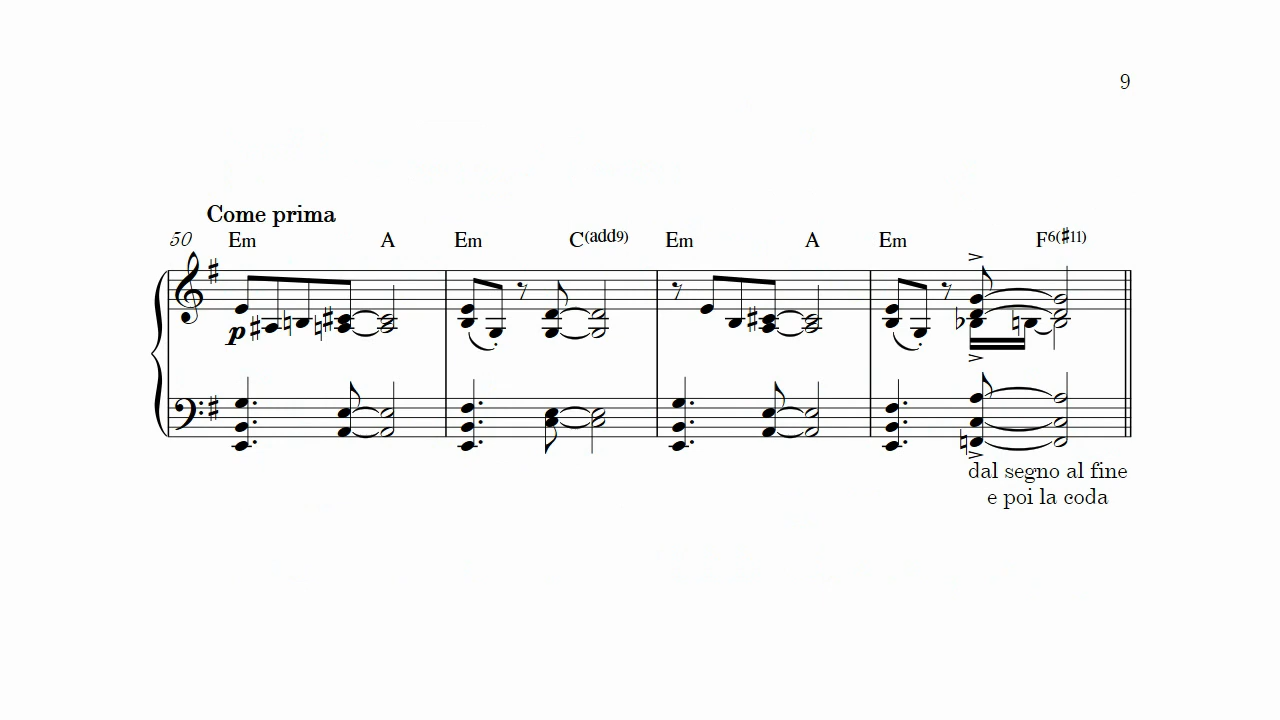 9
Come prima
50 Em A Em C(add9) Em A Em F6(#11)
p
dal segno al fine
e poi la coda